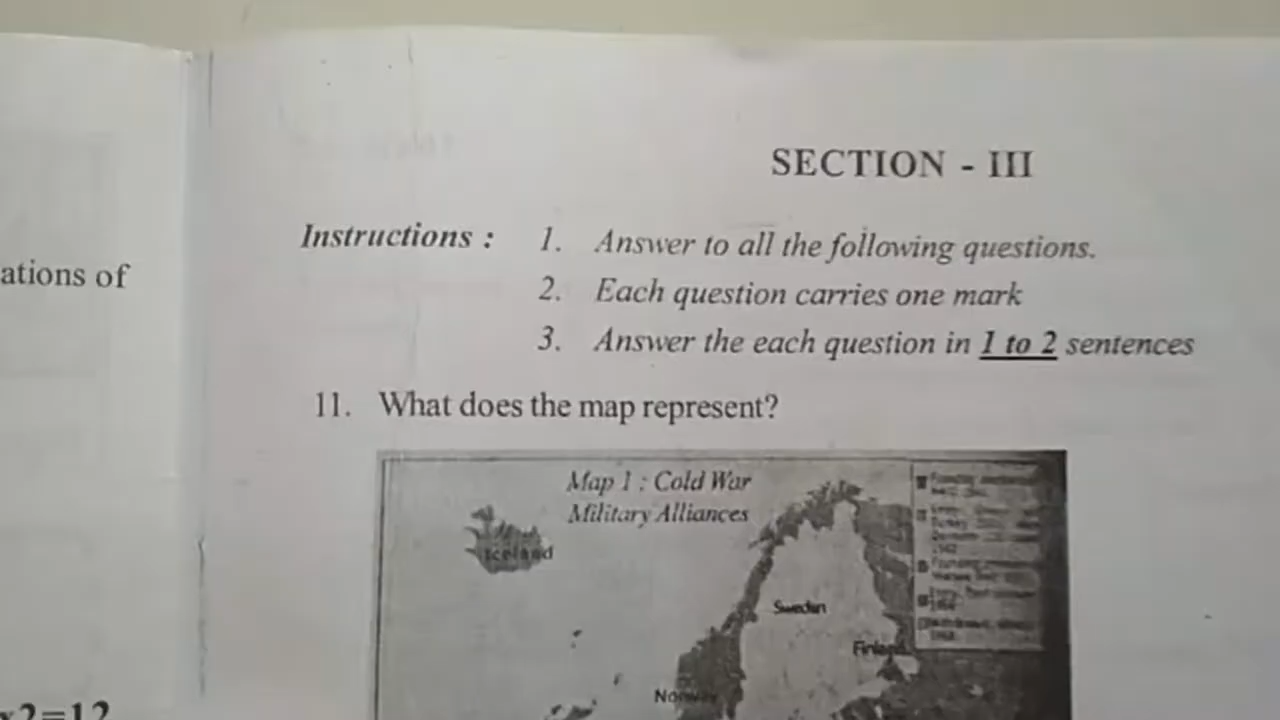 ations of
x2=12
SECTION - III
Instructions : 1. Answer to all the following questions.
2. Each question carries one mark
3. Answer the each question in 1 to 2 sentences
11. What does the map represent?
Map 1 : Cold War
Military Alliances
Iceland
Sweden
Finland
Norway